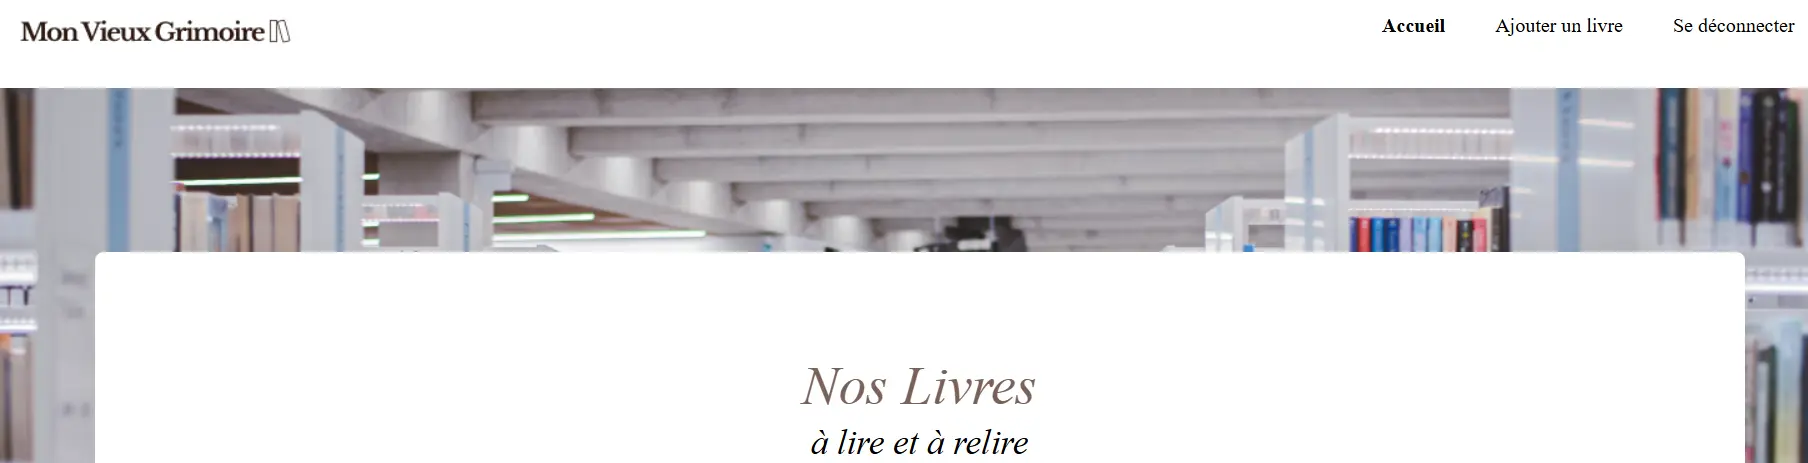 Mon Vieux Grimoire
Accueil Ajouter un livre Se déconnecter
Nos Livres
à lire et à relire